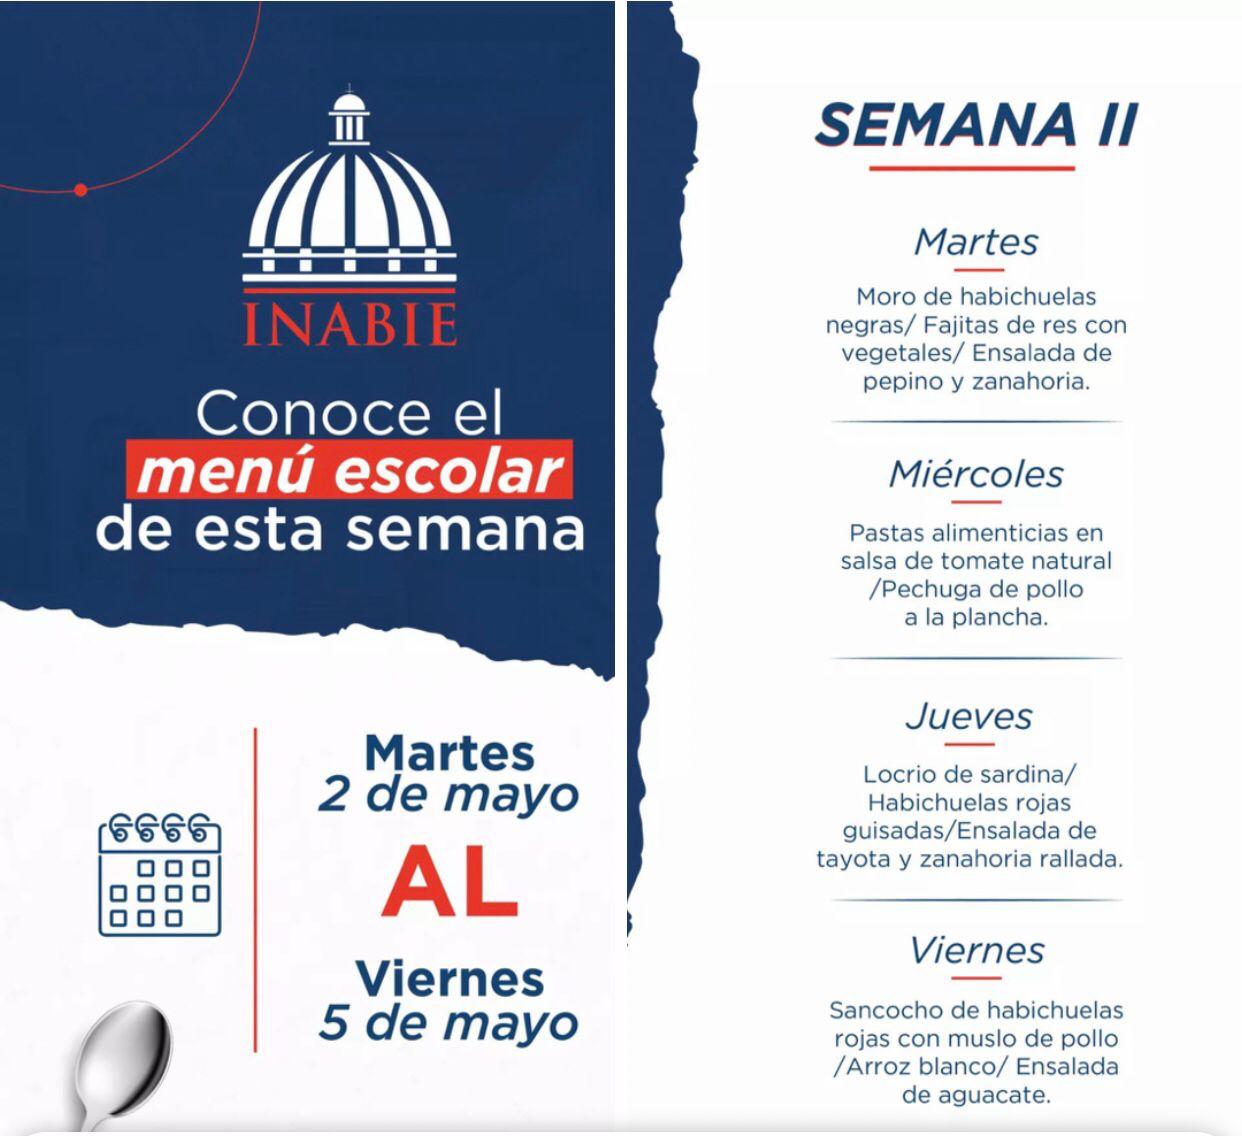 INABIE
Conoce el
menú escolar
de esta semana
Martes
2 de mayo
AL
Viernes
5 de mayo
SEMANA II
Martes
Moro de habichuelas
negras/ Fajitas de res con
vegetales/ Ensalada de
pepino y zanahoria.
Miércoles
Pastas alimenticias en
salsa de tomate natural
/Pechuga de pollo
a la plancha.
Jueves
Locrio de sardina/
Habichuelas rojas
guisadas/Ensalada de
tayota y zanahoria rallada.
Viernes
Sancocho de habichuelas
rojas con muslo de pollo
/Arroz blanco/ Ensalada
de aguacate.